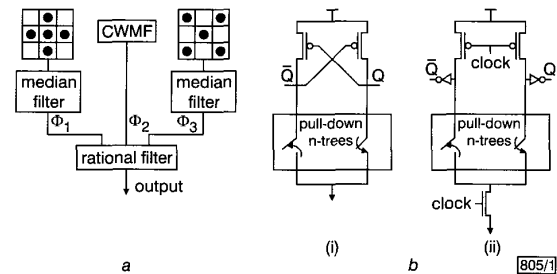 CWMF
median filter
median filter
Φ1
Φ2
Φ3
rational filter
output
a
Q̄
Q
pull-down n-trees
(i)
Q̄
Q
clock
pull-down n-trees
clock
(ii)
b
805/1